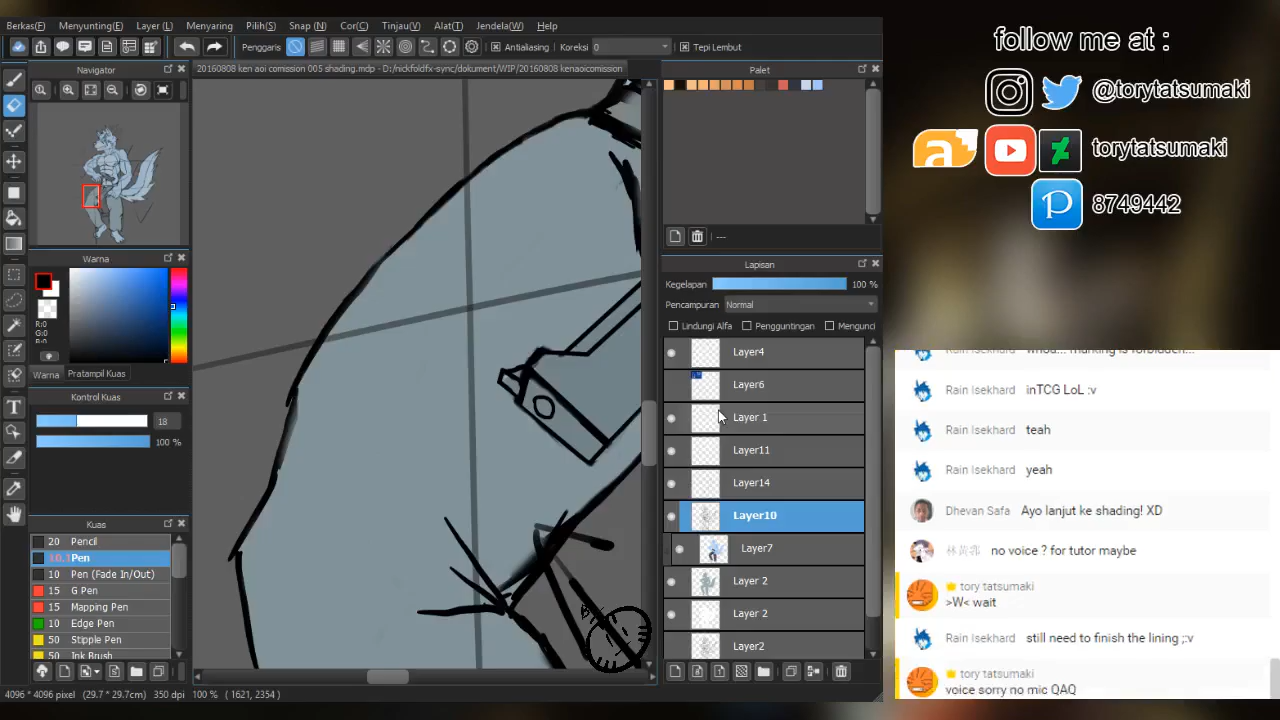 Berkas(F) Menyunting(E) Layer (L) Menyaring Pilih(S) Snap (N) Cor(C) Tinjau(V) Alat(T) Jendela(W) Help
Penggaris Antialiasing Koreksi 0 Tepi Lembut
Navigator
20160808 ken aoi comission 005 shading.mdp - D:/nickfoldfx-sync/dokument/WIP/20160808 kenaoicomission
Palet
---
Warna
R:0
G:0
B:0
Warna Pratampil Kuas
Kontrol Kuas
18
100 %
Kuas
20 Pencil
10.1 Pen
10 Pen (Fade In/Out)
15 G Pen
15 Mapping Pen
10 Edge Pen
50 Stipple Pen
50 Ink Brush
Lapisan
Kegelapan 100 %
Pencampuran Normal
Lindungi Alfa Pengguntingan Mengunci
Layer4
Layer6
Layer 1
Layer11
Layer14
Layer10
Layer7
Layer 2
Layer 2
Layer2
4096 * 4096 pixel (29.7 * 29.7cm) 350 dpi 100 % ( 1621, 2354 )
follow me at :
@torytatsumaki
torytatsumaki
8749442
Rain Isekhard inTCG LoL :v
Rain Isekhard teah
Rain Isekhard yeah
Dhevan Safa Ayo lanjut ke shading! XD
no voice ? for tutor maybe
tory tatsumaki
>W< wait
Rain Isekhard still need to finish the lining ;;v
tory tatsumaki
voice sorry no mic QAQ